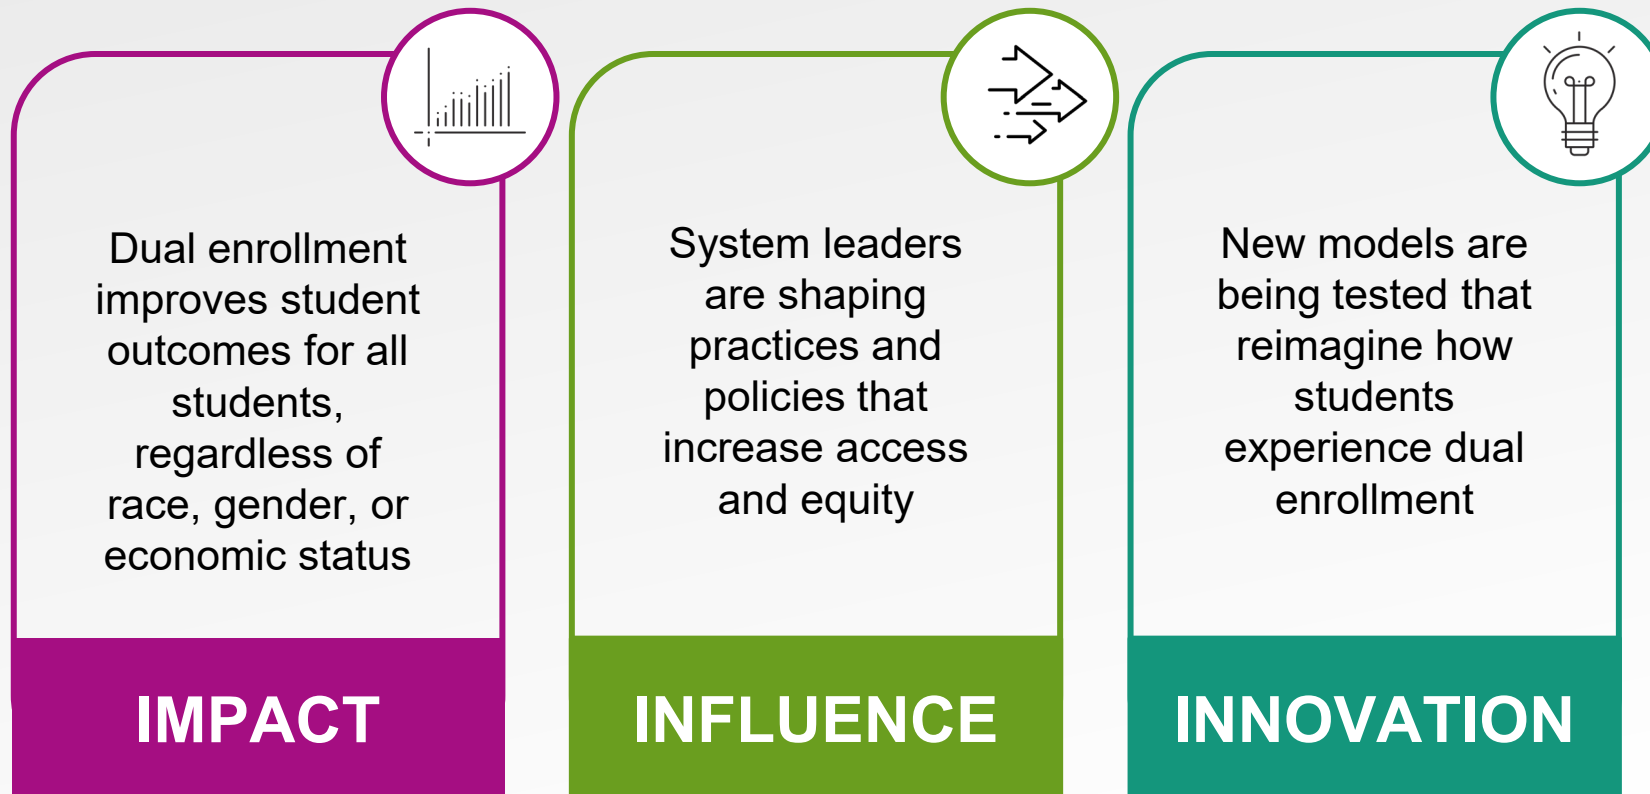 Dual enrollment
improves student
outcomes for all
students,
regardless of
race, gender, or
economic status
IMPACT
System leaders
are shaping
practices and
policies that
increase access
and equity
INFLUENCE
New models are
being tested that
reimagine how
students
experience dual
enrollment
INNOVATION